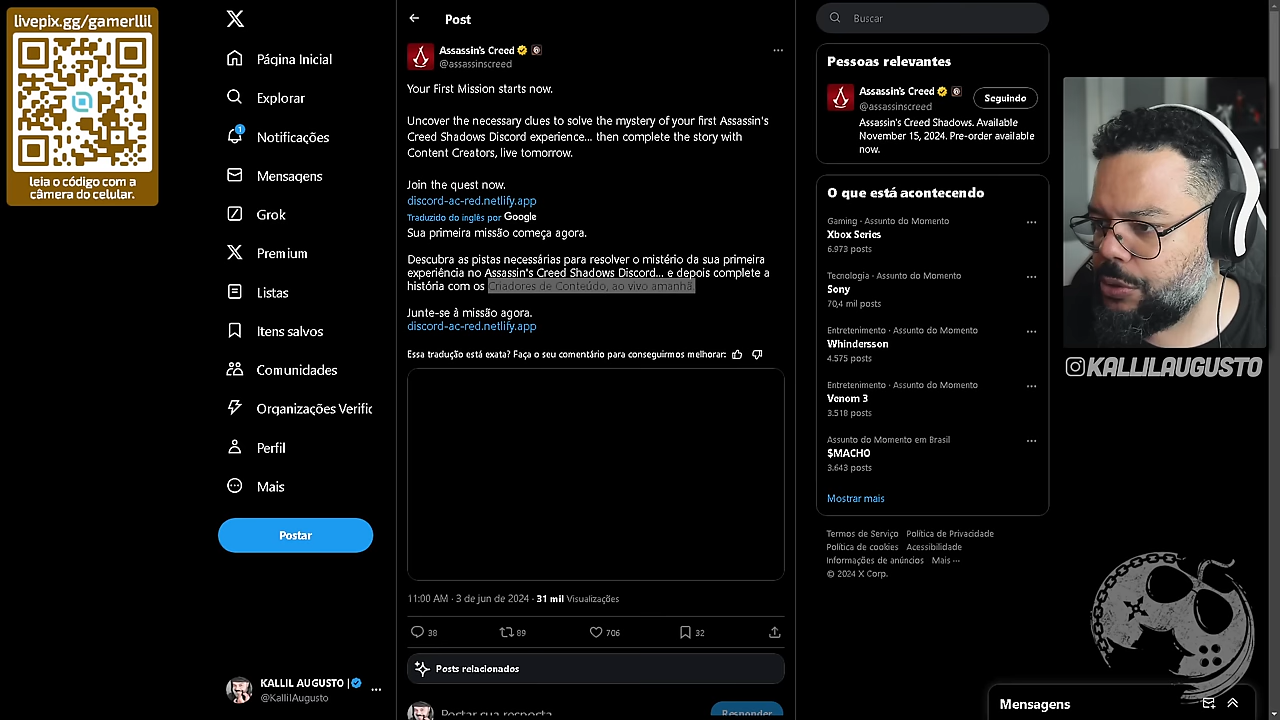 livepix.gg/gamerllil
leia o código com a
câmera do celular.
Página Inicial
Explorar
1
Notificações
Mensagens
Grok
Premium
Listas
Itens salvos
Comunidades
Organizações Verific
Perfil
Mais
Postar
KALLIL AUGUSTO |
@KallilAugusto
Post
Assassin's Creed
@assassinscreed
Your First Mission starts now.
Uncover the necessary clues to solve the mystery of your first Assassin's
Creed Shadows Discord experience... then complete the story with
Content Creators, live tomorrow.
Join the quest now.
discord-ac-red.netlify.app
Traduzido do inglês por Google
Sua primeira missão começa agora.
Descubra as pistas necessárias para resolver o mistério da sua primeira
experiência no Assassin's Creed Shadows Discord... e depois complete a
história com os Criadores de Conteúdo, ao vivo amanhã.
Junte-se à missão agora.
discord-ac-red.netlify.app
Essa tradução está exata? Faça o seu comentário para conseguirmos melhorar:
11:00 AM · 3 de jun de 2024 · 31 mil Visualizações
38
89
706
32
Posts relacionados
Postar sua resposta
Responder
Buscar
Pessoas relevantes
Assassin's Creed
@assassinscreed
Seguindo
Assassin's Creed Shadows. Available
November 15, 2024. Pre-order available
now.
O que está acontecendo
Gaming · Assunto do Momento
Xbox Series
6.973 posts
Tecnologia · Assunto do Momento
Sony
70,4 mil posts
Entretenimento · Assunto do Momento
Whindersson
4.575 posts
Entretenimento · Assunto do Momento
Venom 3
3.518 posts
Assunto do Momento em Brasil
$MACHO
3.643 posts
Mostrar mais
Termos de Serviço Política de Privacidade
Política de cookies Acessibilidade
Informações de anúncios Mais ···
© 2024 X Corp.
KALLILAUGUSTO
Mensagens